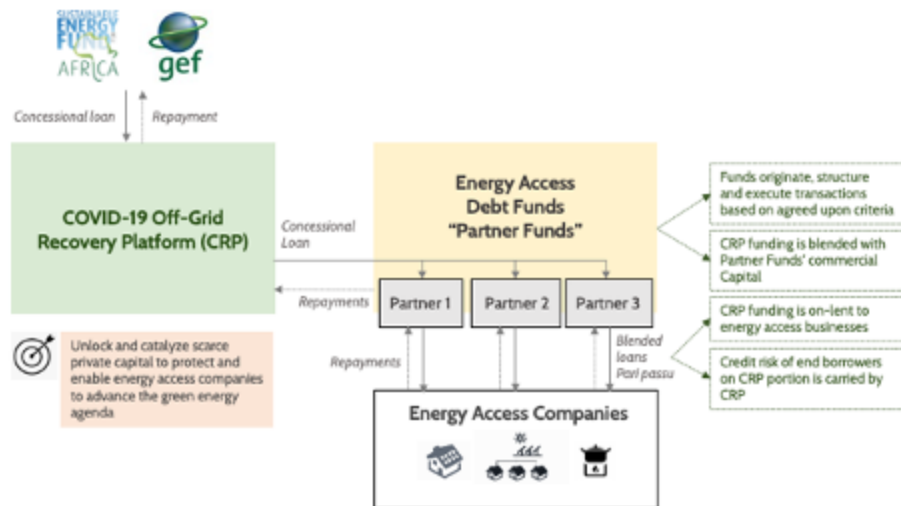 SUSTAINABLE
ENERGY
FUND
AFRICA
gef
Concessional loan
Repayment
COVID-19 Off-Grid
Recovery Platform (CRP)
Concessional
Loan
Repayments
Energy Access
Debt Funds
“Partner Funds”
Partner 1
Partner 2
Partner 3
Funds originate, structure
and execute transactions
based on agreed upon criteria
CRP funding is blended with
Partner Funds' commercial
Capital
CRP funding is on-lent to
energy access businesses
Credit risk of end borrowers
on CRP portion is carried by
CRP
Unlock and catalyze scarce
private capital to protect and
enable energy access companies
to advance the green energy
agenda
Repayments
Blended
loans
Pari passu
Energy Access Companies